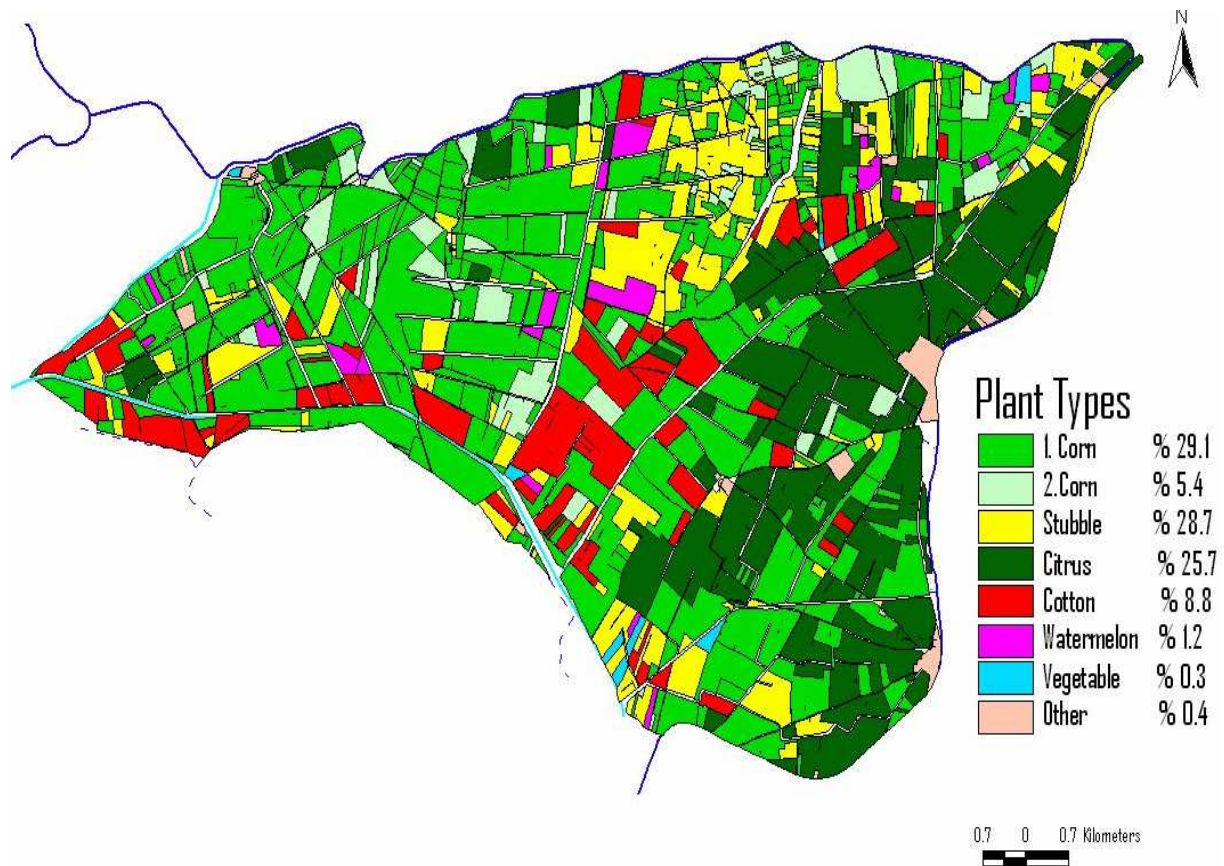 N
Plant Types
1. Corn % 29.1
2.Corn % 5.4
Stubble % 28.7
Citrus % 25.7
Cotton % 8.8
Watermelon % 1.2
Vegetable % 0.3
Other % 0.4
0.7 0 0.7 Kilometers